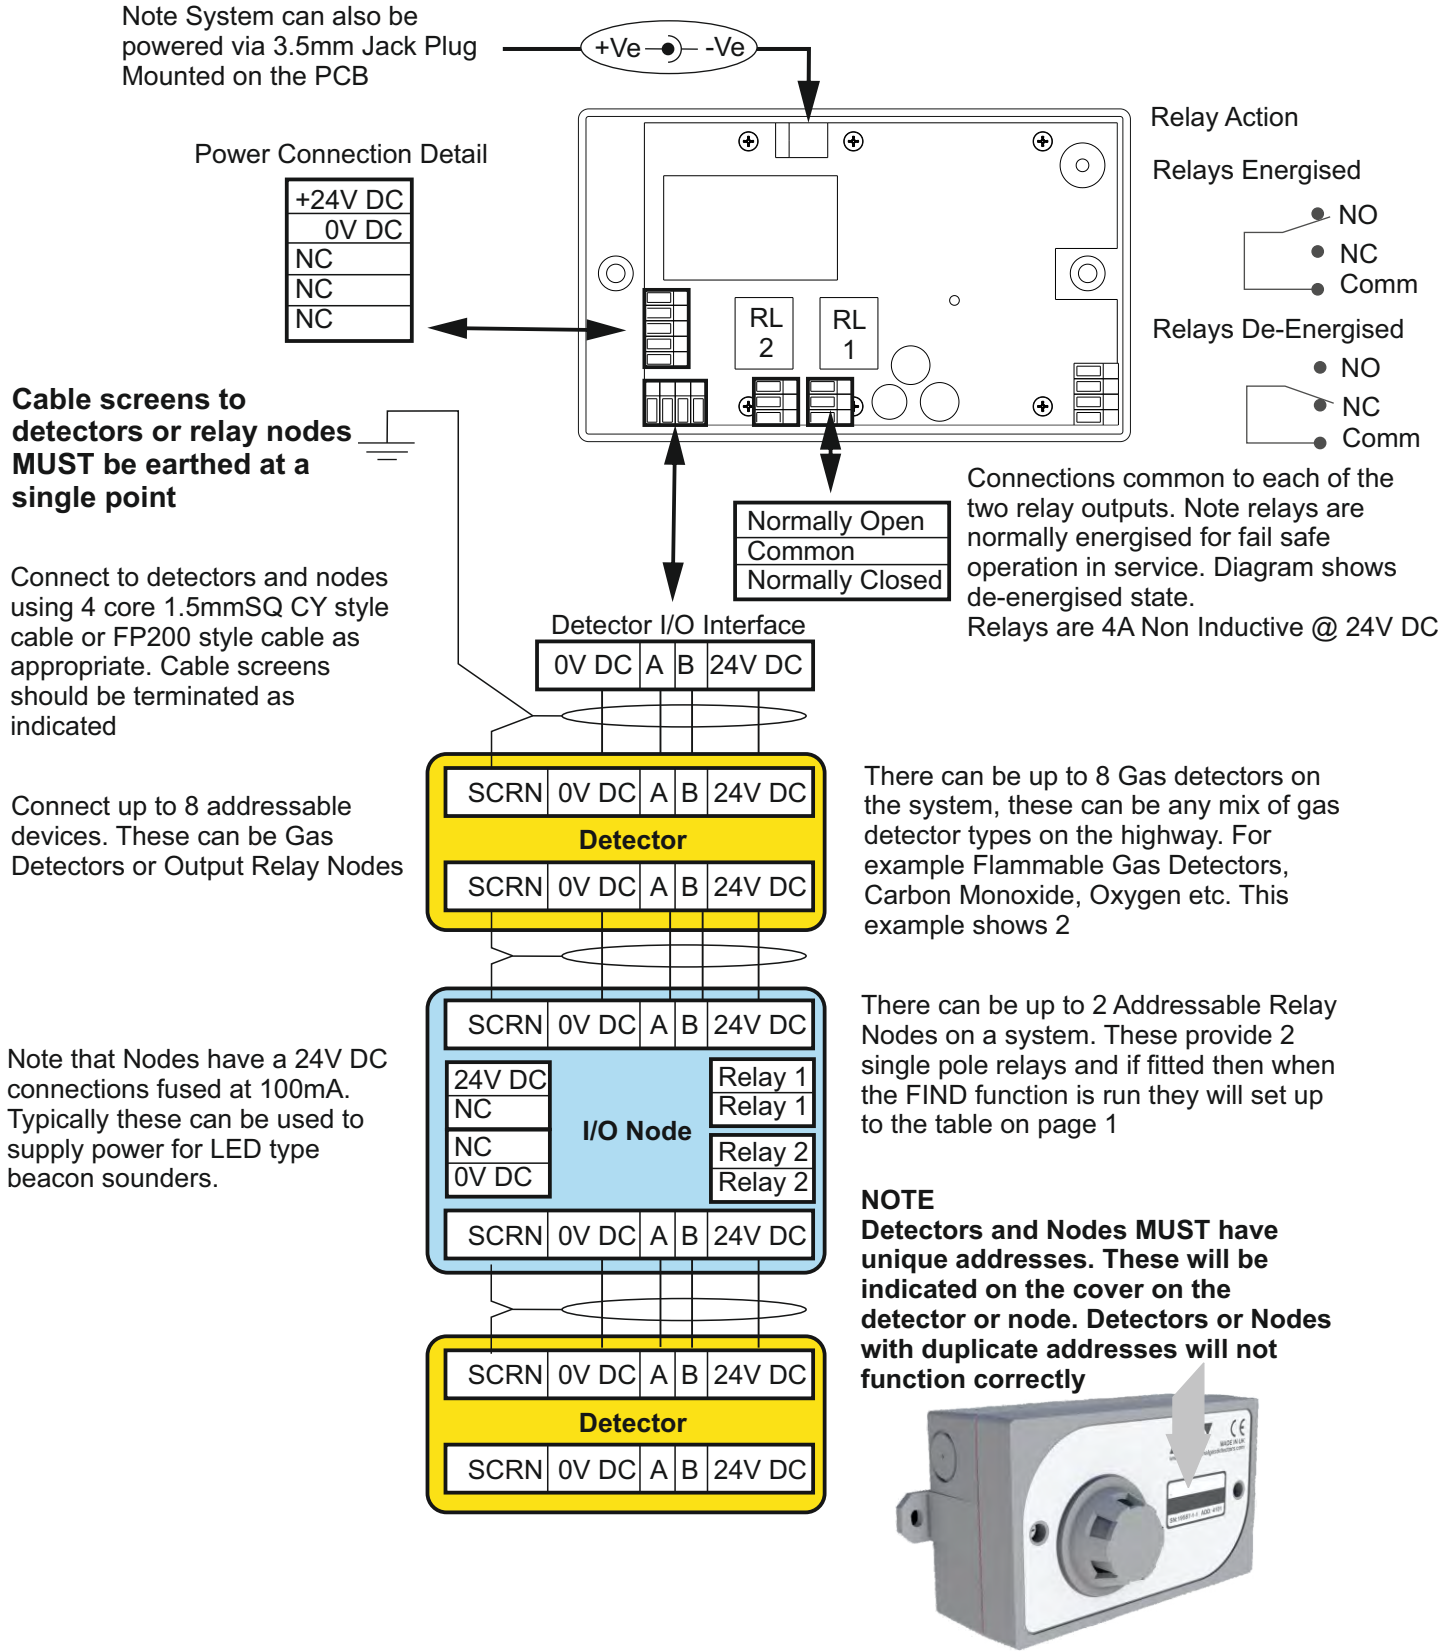 Note System can also be
powered via 3.5mm Jack Plug
Mounted on the PCB
+Ve -Ve
Power Connection Detail
+24V DC
0V DC
NC
NC
NC
RL
2
RL
1
Relay Action
Relays Energised
NO
NC
Comm
Relays De-Energised
NO
NC
Comm
Cable screens to
detectors or relay nodes
MUST be earthed at a
single point
Normally Open
Common
Normally Closed
Connections common to each of the
two relay outputs. Note relays are
normally energised for fail safe
operation in service. Diagram shows
de-energised state.
Relays are 4A Non Inductive @ 24V DC
Connect to detectors and nodes
using 4 core 1.5mmSQ CY style
cable or FP200 style cable as
appropriate. Cable screens
should be terminated as
indicated
Detector I/O Interface
0V DC A B 24V DC
Connect up to 8 addressable
devices. These can be Gas
Detectors or Output Relay Nodes
SCRN 0V DC A B 24V DC
Detector
SCRN 0V DC A B 24V DC
There can be up to 8 Gas detectors on
the system, these can be any mix of gas
detector types on the highway. For
example Flammable Gas Detectors,
Carbon Monoxide, Oxygen etc. This
example shows 2
Note that Nodes have a 24V DC
connections fused at 100mA.
Typically these can be used to
supply power for LED type
beacon sounders.
SCRN 0V DC A B 24V DC
24V DC
NC
NC
0V DC
I/O Node
Relay 1
Relay 1
Relay 2
Relay 2
SCRN 0V DC A B 24V DC
There can be up to 2 Addressable Relay
Nodes on a system. These provide 2
single pole relays and if fitted then when
the FIND function is run they will set up
to the table on page 1
NOTE
Detectors and Nodes MUST have
unique addresses. These will be
indicated on the cover on the
detector or node. Detectors or Nodes
with duplicate addresses will not
function correctly
SCRN 0V DC A B 24V DC
Detector
SCRN 0V DC A B 24V DC
CE
MADE IN UK